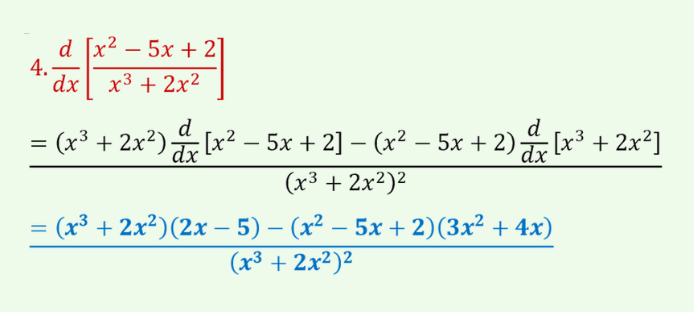 4. d/dx [x² − 5x + 2 / x³ + 2x²]
= (x³ + 2x²) d/dx [x² − 5x + 2] − (x² − 5x + 2) d/dx [x³ + 2x²]
(x³ + 2x²)²
= (x³ + 2x²)(2x − 5) − (x² − 5x + 2)(3x² + 4x)
(x³ + 2x²)²